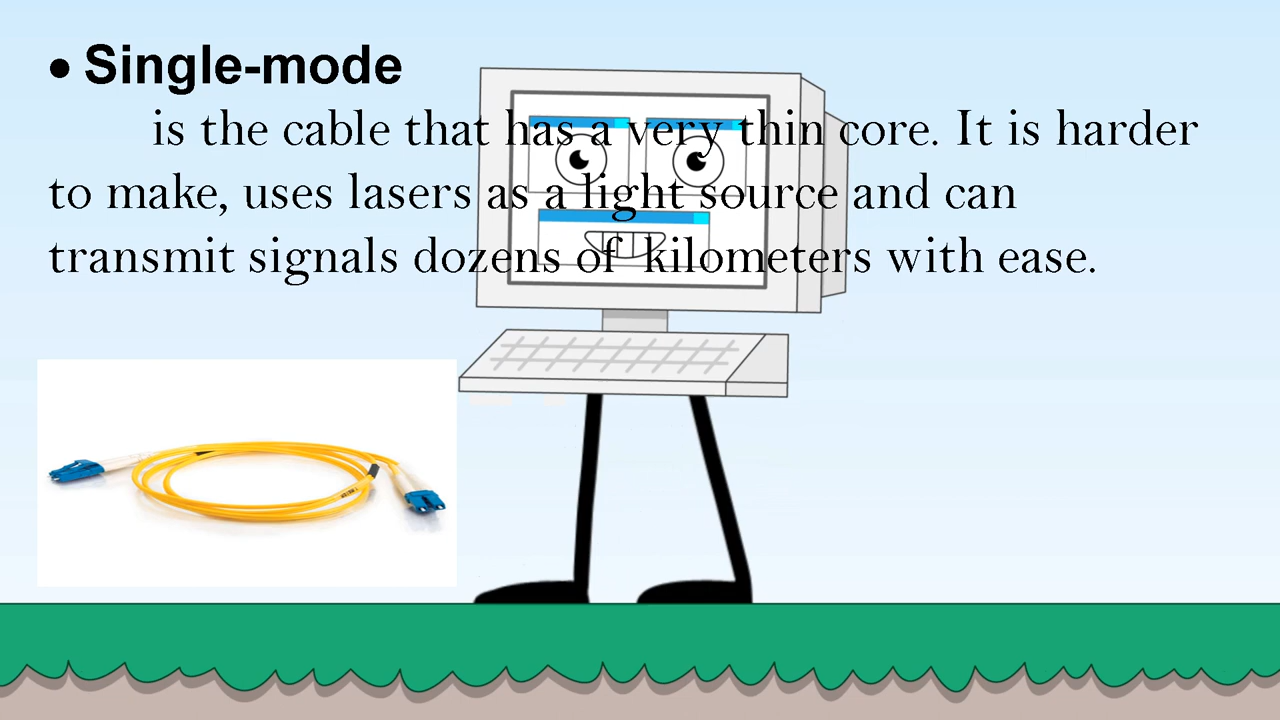 • Single-mode
is the cable that has a very thin core. It is harder
to make, uses lasers as a light source and can
transmit signals dozens of kilometers with ease.